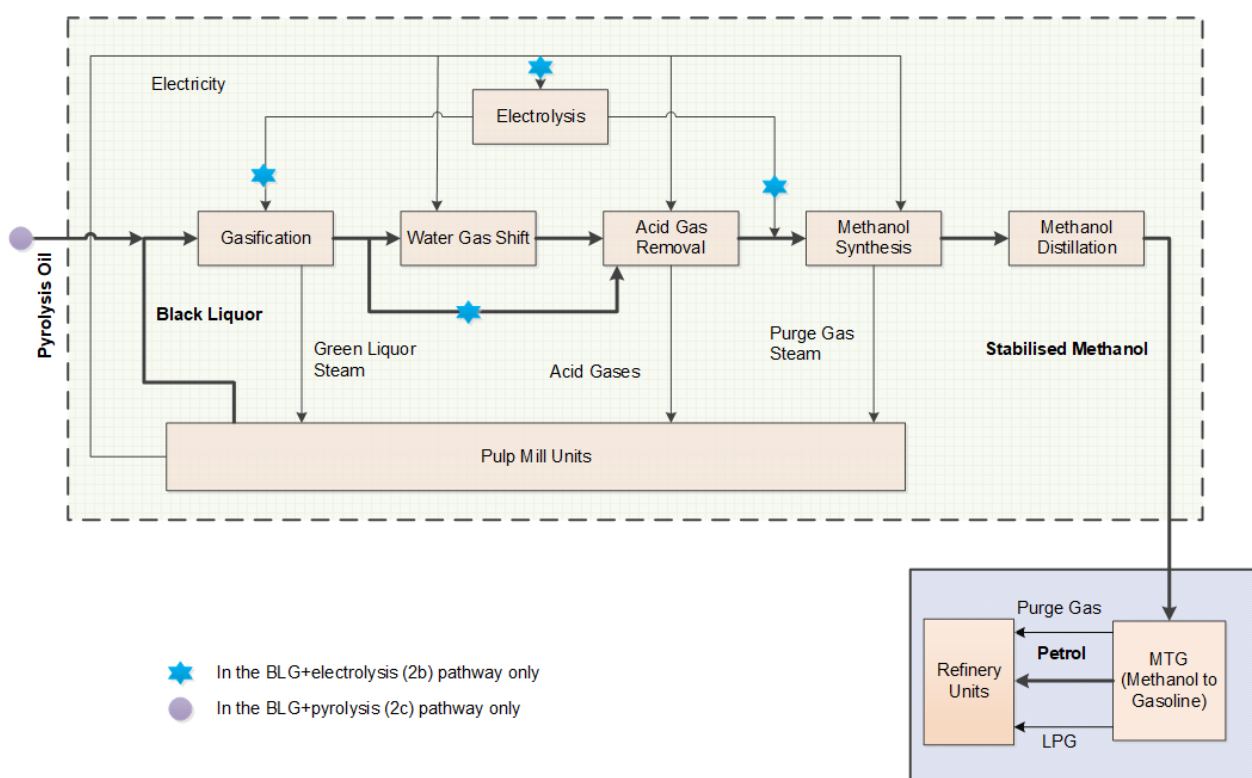 Electricity
Electrolysis
Pyrolysis Oil
Gasification
Water Gas Shift
Acid Gas
Removal
Methanol
Synthesis
Methanol
Distillation
Black Liquor
Green Liquor
Steam
Acid Gases
Purge Gas
Steam
Stabilised Methanol
Pulp Mill Units
Purge Gas
Petrol
LPG
Refinery
Units
MTG
(Methanol to
Gasoline)
In the BLG+electrolysis (2b) pathway only
In the BLG+pyrolysis (2c) pathway only